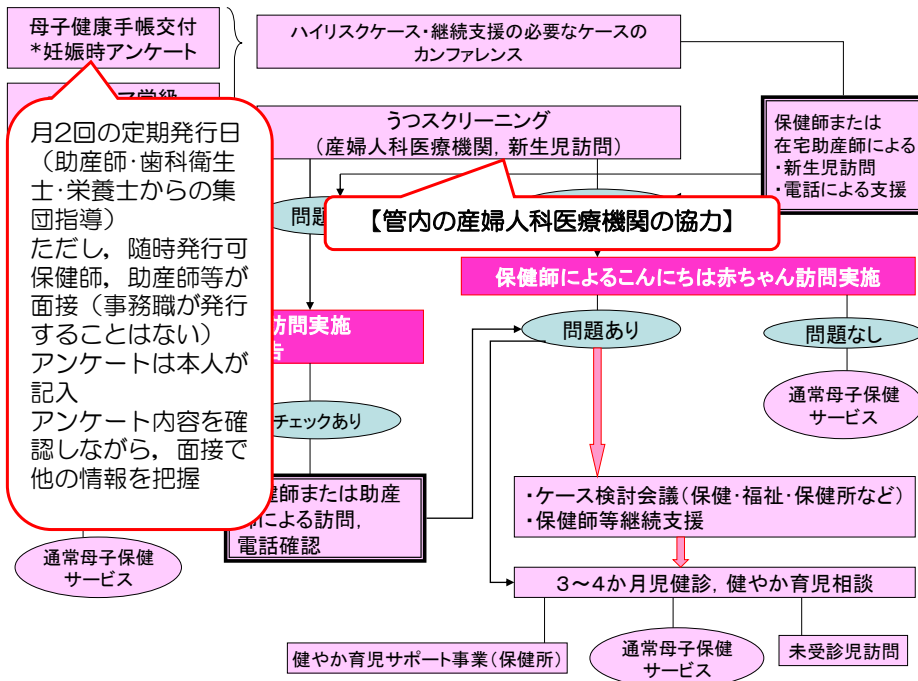 母子健康手帳交付
*妊娠時アンケート
ハイリスクケース・継続支援の必要なケースの
カンファレンス
学級
月2回の定期発行日
（助産師・歯科衛生
士・栄養士からの集
団指導）
ただし，随時発行可
保健師，助産師等が
面接（事務職が発行
することはない）
アンケートは本人が
記入
アンケート内容を確
認しながら，面接で
他の情報を把握
うつスクリーニング
（産婦人科医療機関，新生児訪問）
保健師または
在宅助産師による
・新生児訪問
・電話による支援
問題
【管内の産婦人科医療機関の協力】
保健師によるこんにちは赤ちゃん訪問実施
訪問実施
問題あり
問題なし
通常母子保健
サービス
チェックあり
健師または助産
師による訪問，
電話確認
・ケース検討会議（保健・福祉・保健所など）
・保健師等継続支援
通常母子保健
サービス
３～４か月児健診，健やか育児相談
健やか育児サポート事業（保健所）
通常母子保健
サービス
未受診児訪問